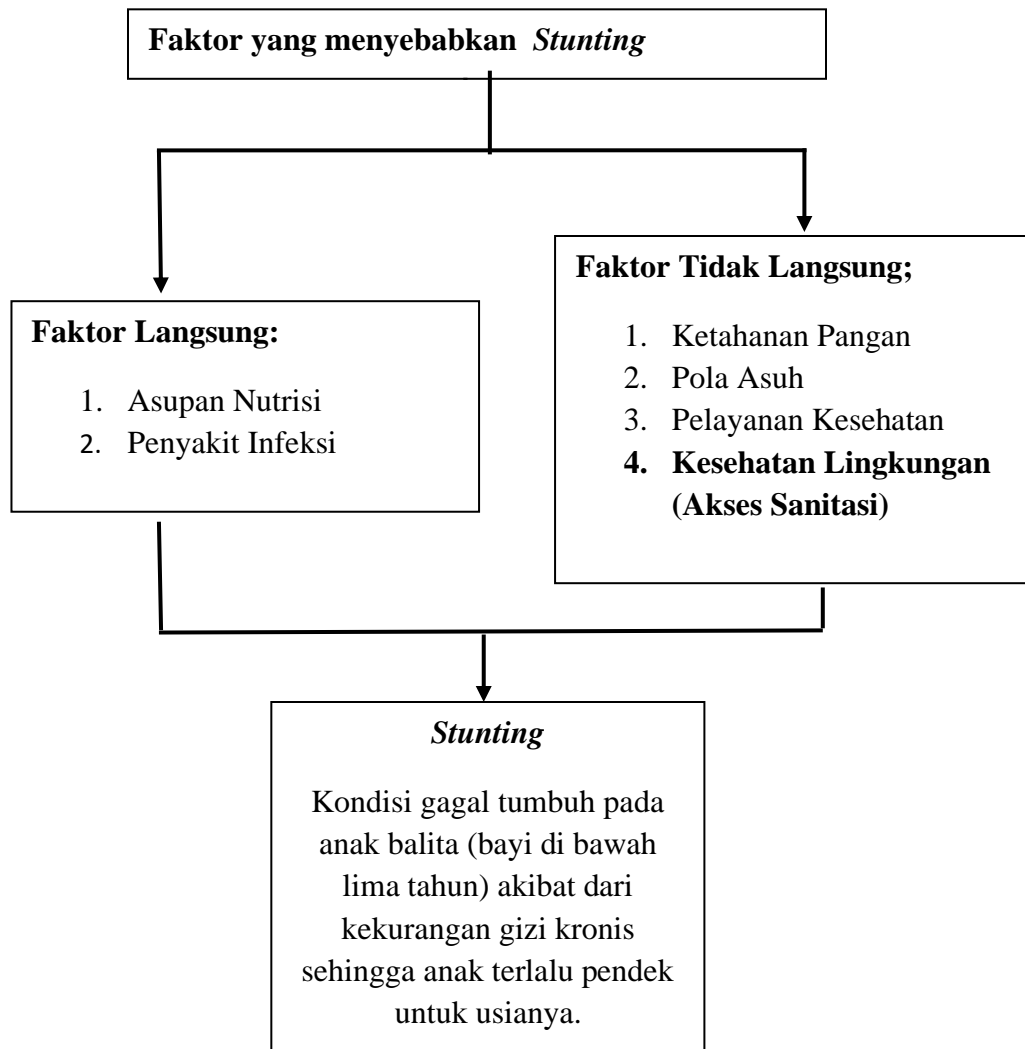 Faktor yang menyebabkan Stunting
Faktor Langsung:
1. Asupan Nutrisi
2. Penyakit Infeksi
Faktor Tidak Langsung;
1. Ketahanan Pangan
2. Pola Asuh
3. Pelayanan Kesehatan
4. Kesehatan Lingkungan
(Akses Sanitasi)
Stunting
Kondisi gagal tumbuh pada
anak balita (bayi di bawah
lima tahun) akibat dari
kekurangan gizi kronis
sehingga anak terlalu pendek
untuk usianya.